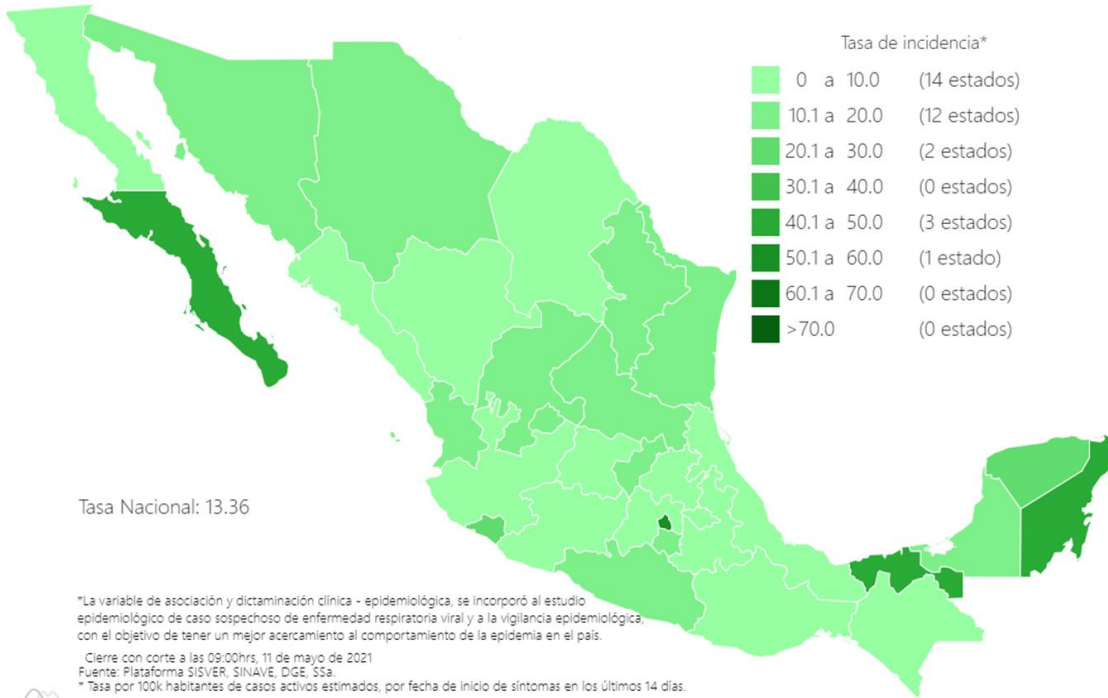 Tasa de incidencia*
0 a 10.0 (14 estados)
10.1 a 20.0 (12 estados)
20.1 a 30.0 (2 estados)
30.1 a 40.0 (0 estados)
40.1 a 50.0 (3 estados)
50.1 a 60.0 (1 estado)
60.1 a 70.0 (0 estados)
>70.0 (0 estados)
Tasa Nacional: 13.36
*La variable de asociación y dictaminación clínica - epidemiológica, se incorporó al estudio
epidemiológico de caso sospechoso de enfermedad respiratoria viral y a la vigilancia epidemiológica,
con el objetivo de tener un mejor acercamiento al comportamiento de la epidemia en el país.
Cierre con corte a las 09:00hrs, 11 de mayo de 2021
Fuente: Plataforma SISVER, SINAVE, DGE, SSa.
* Tasa por 100k habitantes de casos activos estimados, por fecha de inicio de síntomas en los últimos 14 días.